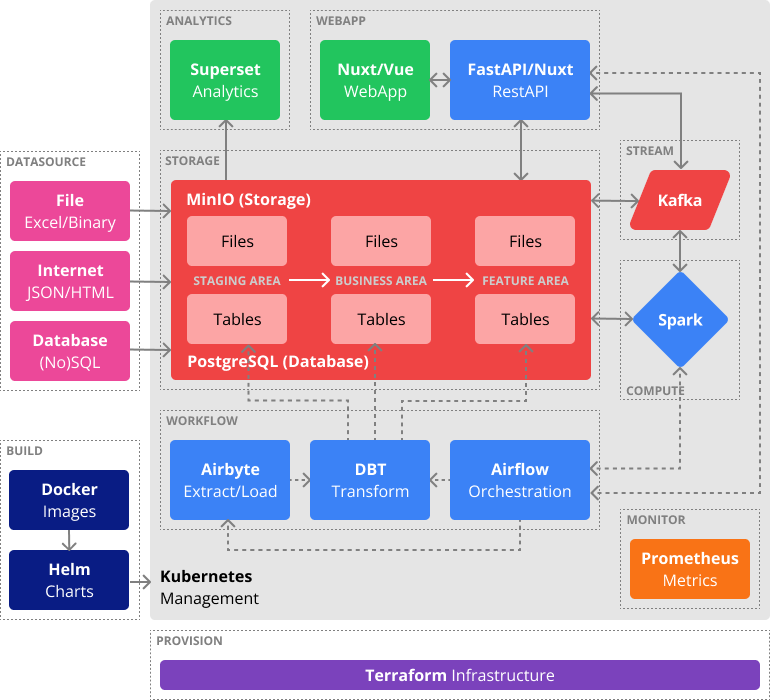 ANALYTICS
Superset
Analytics
WEBAPP
Nuxt/Vue
WebApp
FastAPI/Nuxt
RestAPI
DATASOURCE
File
Excel/Binary
Internet
JSON/HTML
Database
(No)SQL
STORAGE
MinIO (Storage)
Files
Files
Files
STAGING AREA
BUSINESS AREA
FEATURE AREA
Tables
Tables
Tables
PostgreSQL (Database)
STREAM
Kafka
Spark
COMPUTE
WORKFLOW
Airbyte
Extract/Load
DBT
Transform
Airflow
Orchestration
BUILD
Docker
Images
Helm
Charts
Kubernetes
Management
MONITOR
Prometheus
Metrics
PROVISION
Terraform Infrastructure